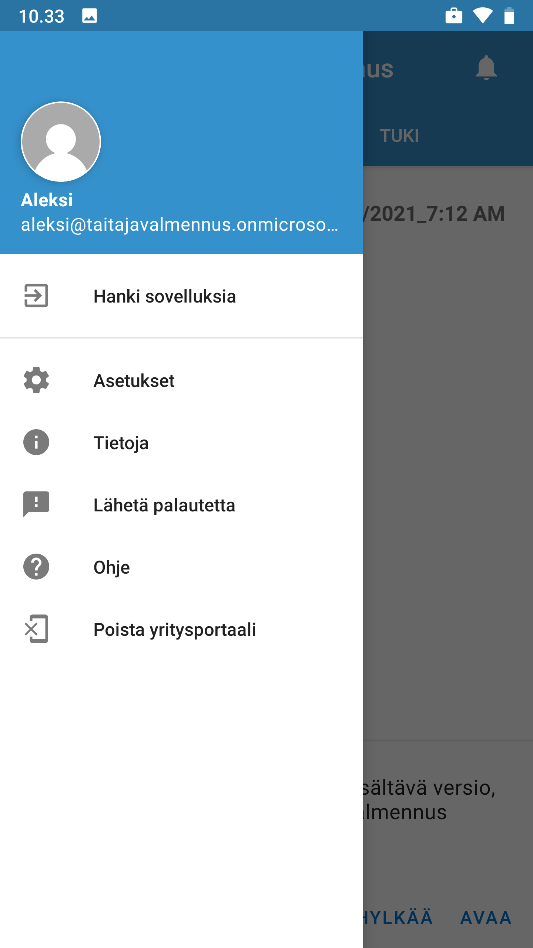 10.33
nus
TUKI
Aleksi
aleksi@taitajavalmennus.onmicroso...
/2021_7:12 AM
Hanki sovelluksia
Asetukset
Tietoja
Lähetä palautetta
Ohje
Poista yritysportaali
sältävä versio,
lmennus
HYLKÄÄ
AVAA